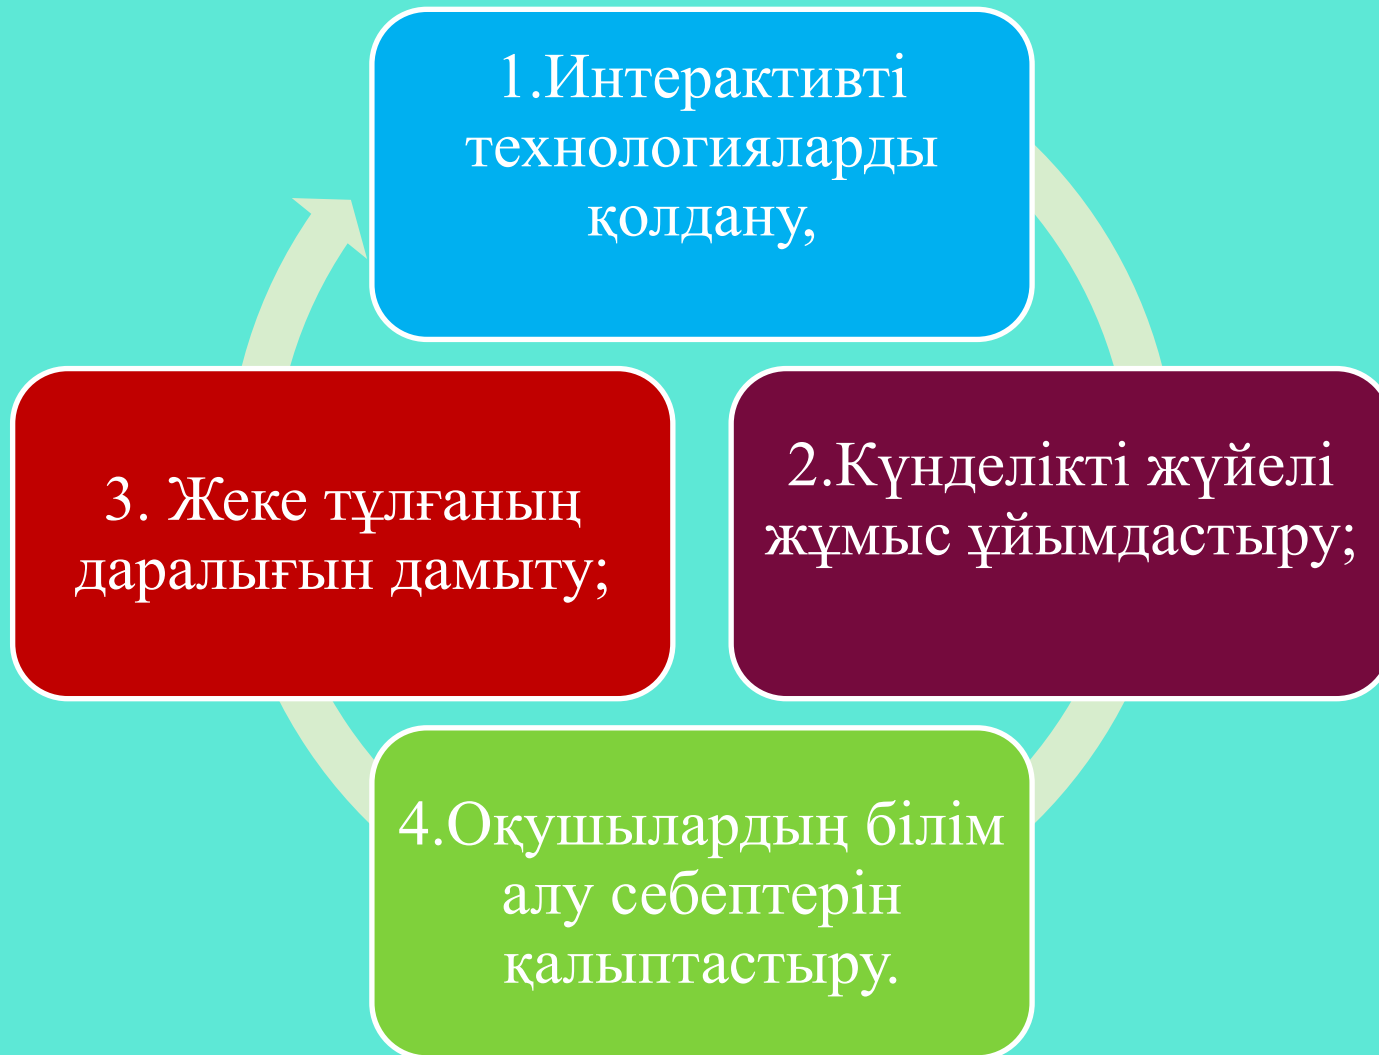 1.Интерактивті
технологияларды
қолдану,
2.Күнделікті жүйелі
жұмыс ұйымдастыру;
3. Жеке тұлғаның
даралығын дамыту;
4.Оқушылардың білім
алу себептерін
қалыптастыру.